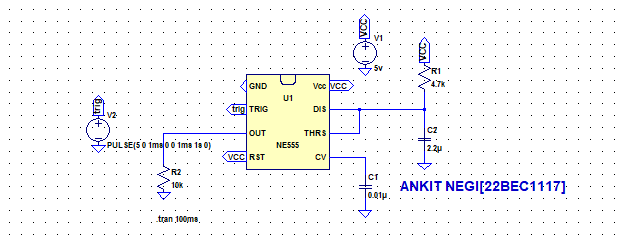 VCC
V1
5v
VCC
R1
4.7k
GND
Vcc
VCC
U1
trig
TRIG
DIS
trig
V2
PULSE(5 0 1ms 0 0 1ms 1s 0)
OUT
THRS
VCC
RST
NE555
CV
C2
2.2µ
R2
10k
C1
0.01µ
ANKIT NEGI[22BEC1117]
.tran 100ms